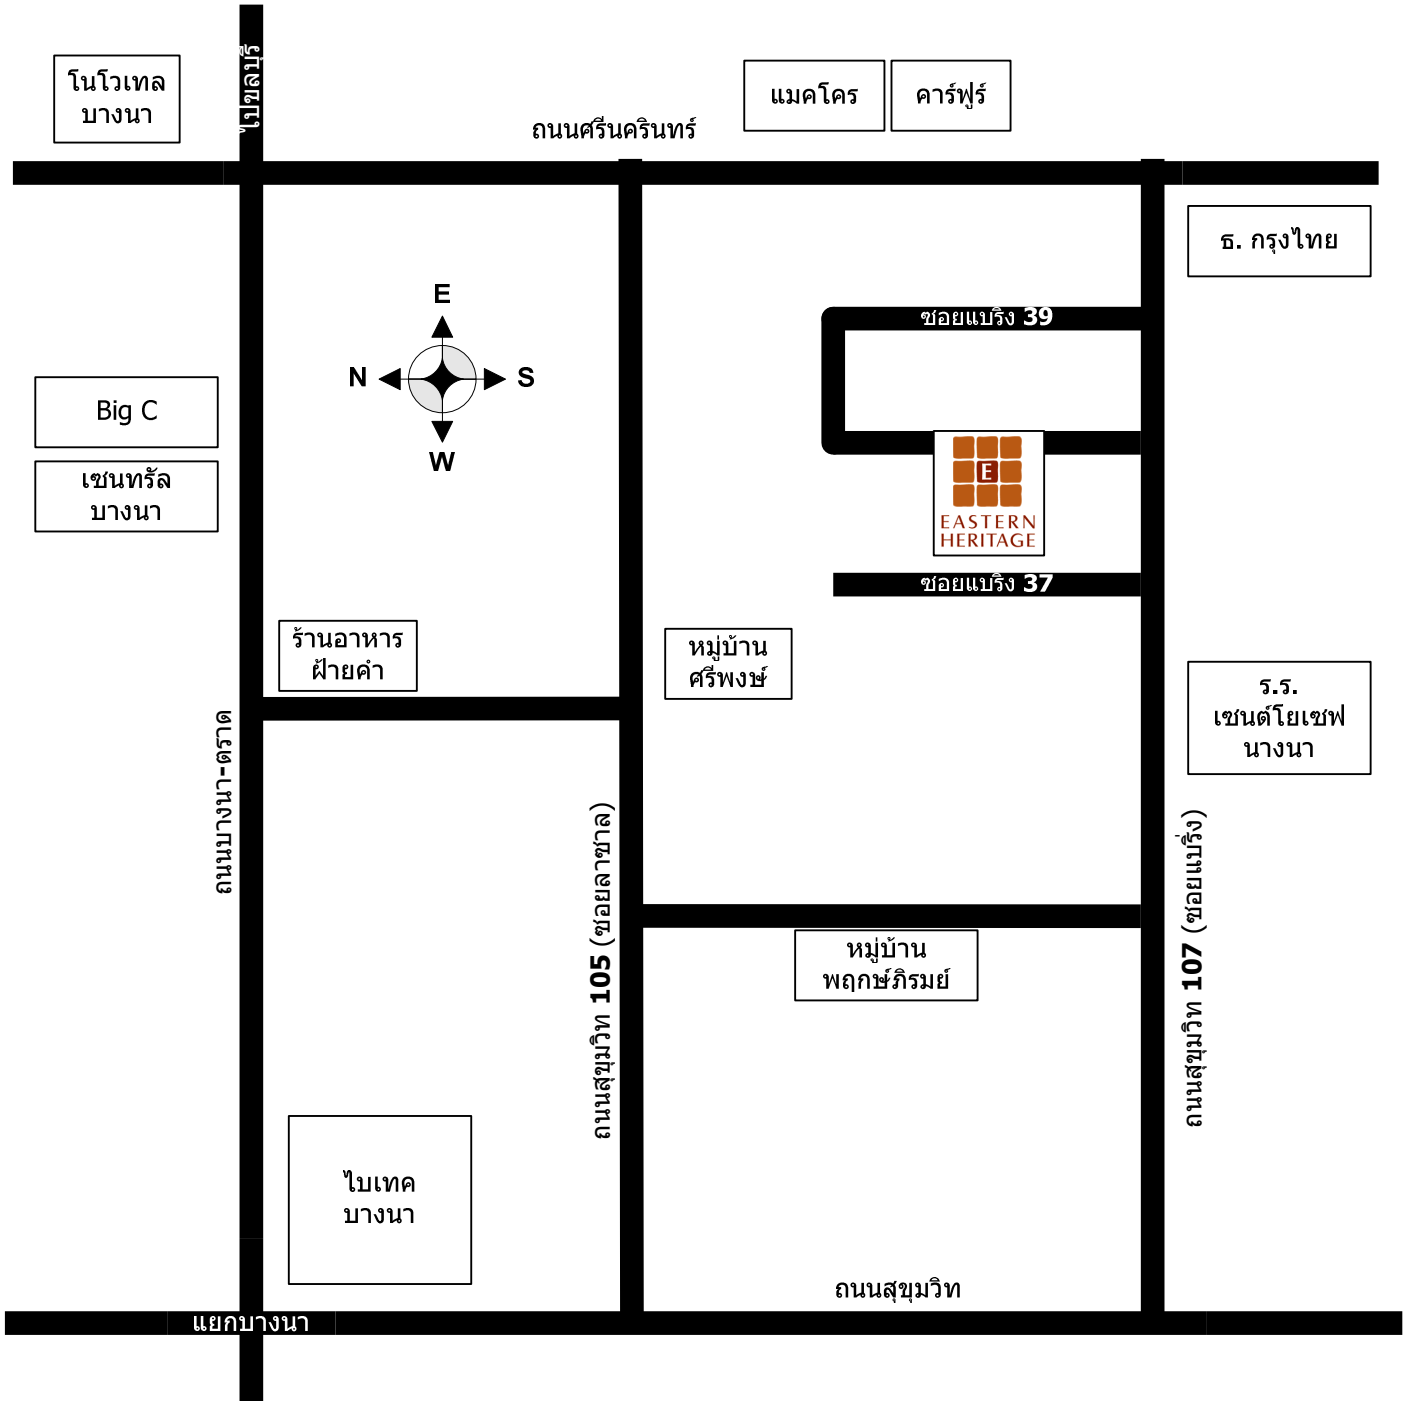 ไปชลบุรี
โนโวเทล
บางนา
แมคโคร
คาร์ฟูร์
ถนนศรีนครินทร์
ธ. กรุงไทย
E
N
S
W
ซอยแบริ่ง 39
Big C
เซนทรัล
บางนา
E
EASTERN
HERITAGE
ซอยแบริ่ง 37
ร้านอาหาร
ฝ้ายคำ
หมู่บ้าน
ศรีพงษ์
ร.ร.
เซนต์โยเซฟ
นางนา
ถนนบางนา-ตราด
ถนนสุขุมวิท 105 (ซอยลาซาล)
ถนนสุขุมวิท 107 (ซอยแบริ่ง)
หมู่บ้าน
พฤกษ์ภิรมย์
ไบเทค
บางนา
ถนนสุขุมวิท
แยกบางนา